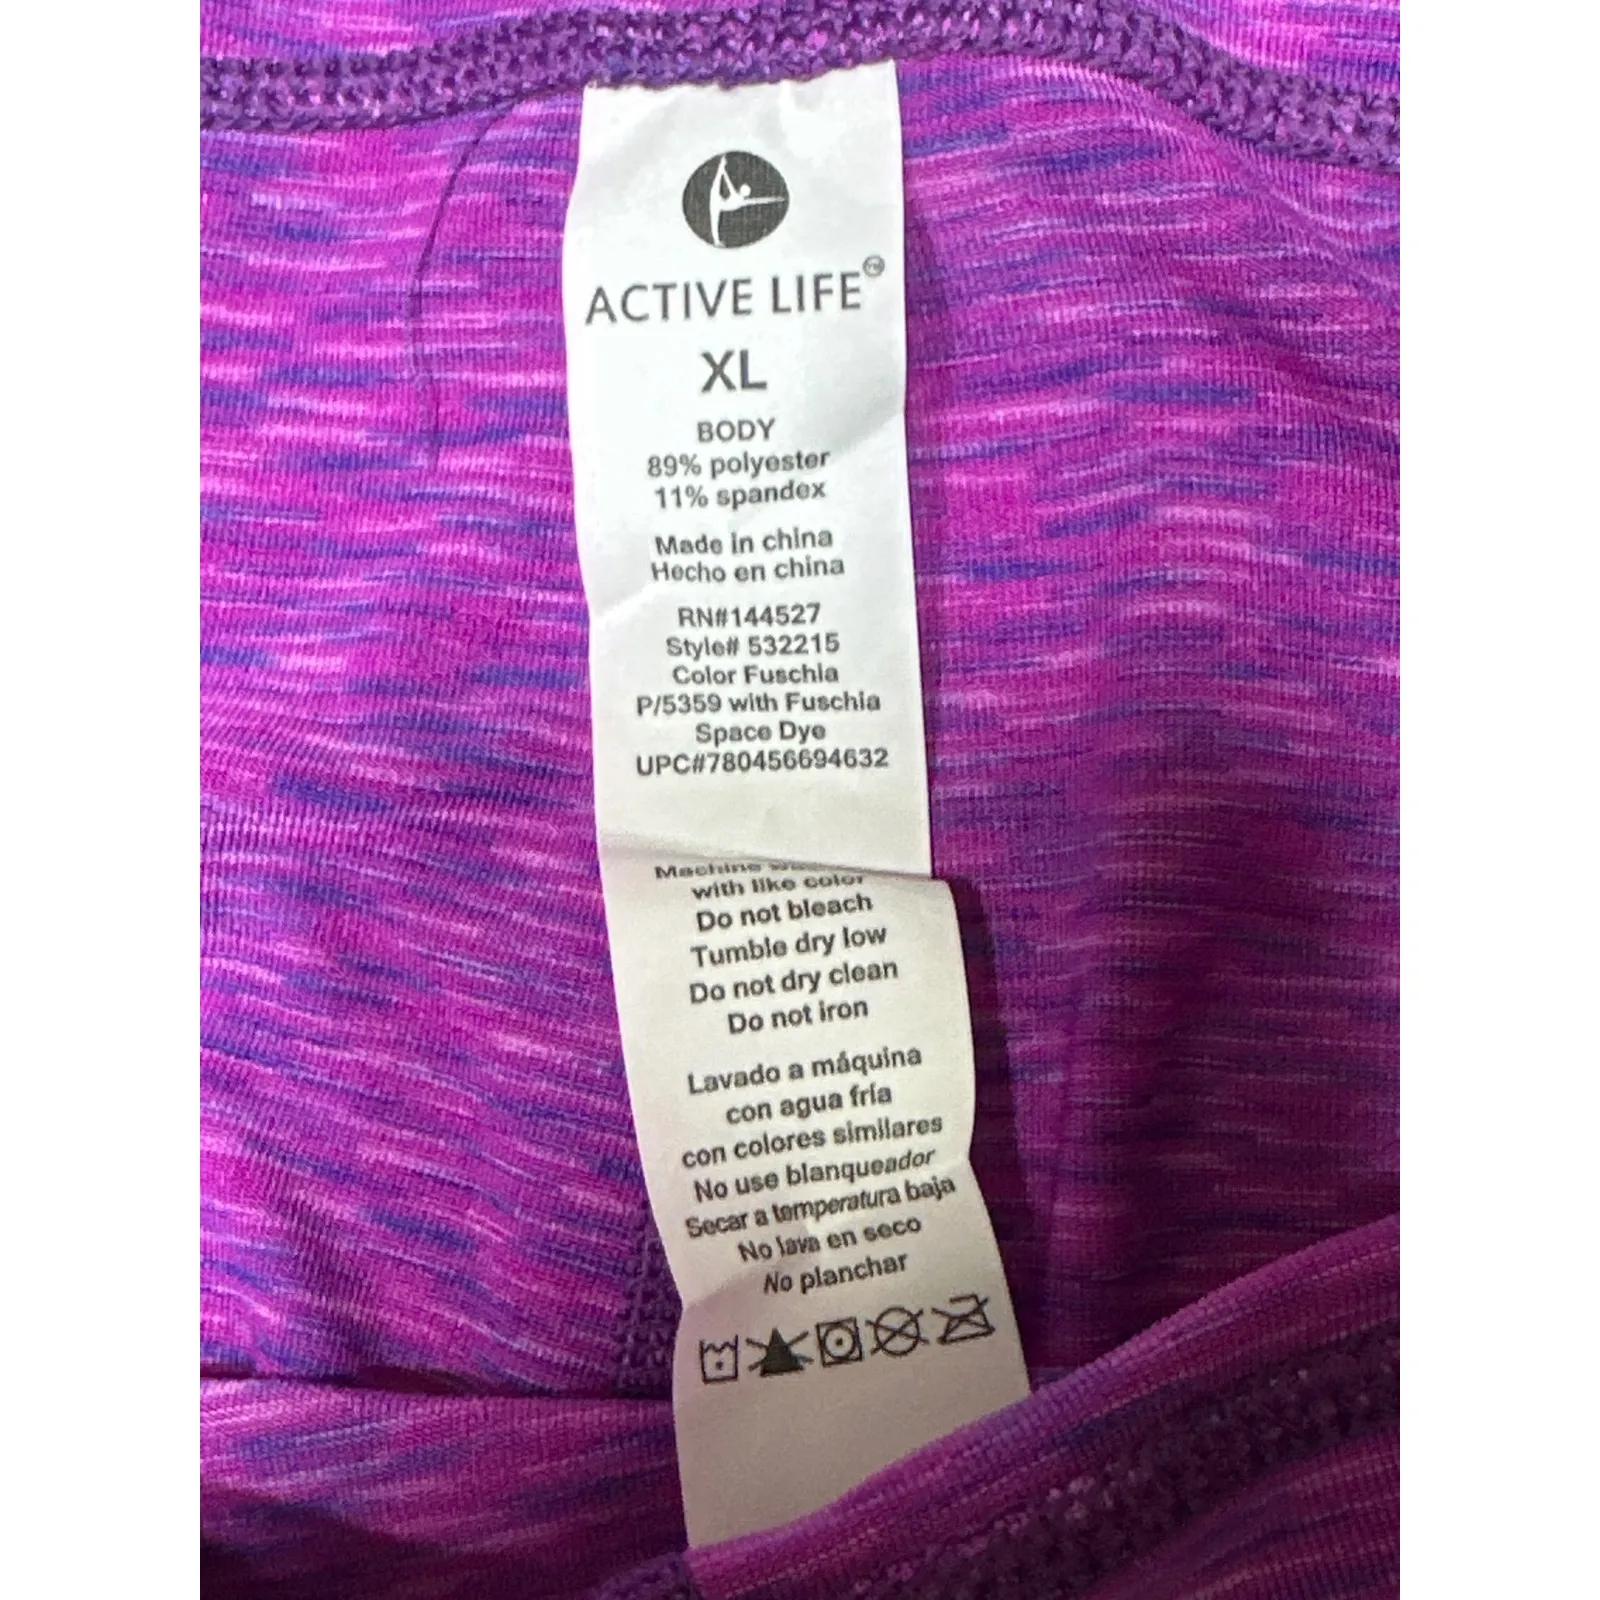 ACTIVE LIFE
XL
BODY
89% polyester
11% spandex
Made in china
Hecho en china
RN#144527
Style# 532215
Color Fuschia
P/5359 with Fuschia
Space Dye
UPC#780456694632
Machine
with like color
Do not bleach
Tumble dry low
Do not dry clean
Do not iron
Lavado a máquina
con agua fría
con colores similares
No use blanqueador
Secar a temperatura baja
No lava en seco
No planchar